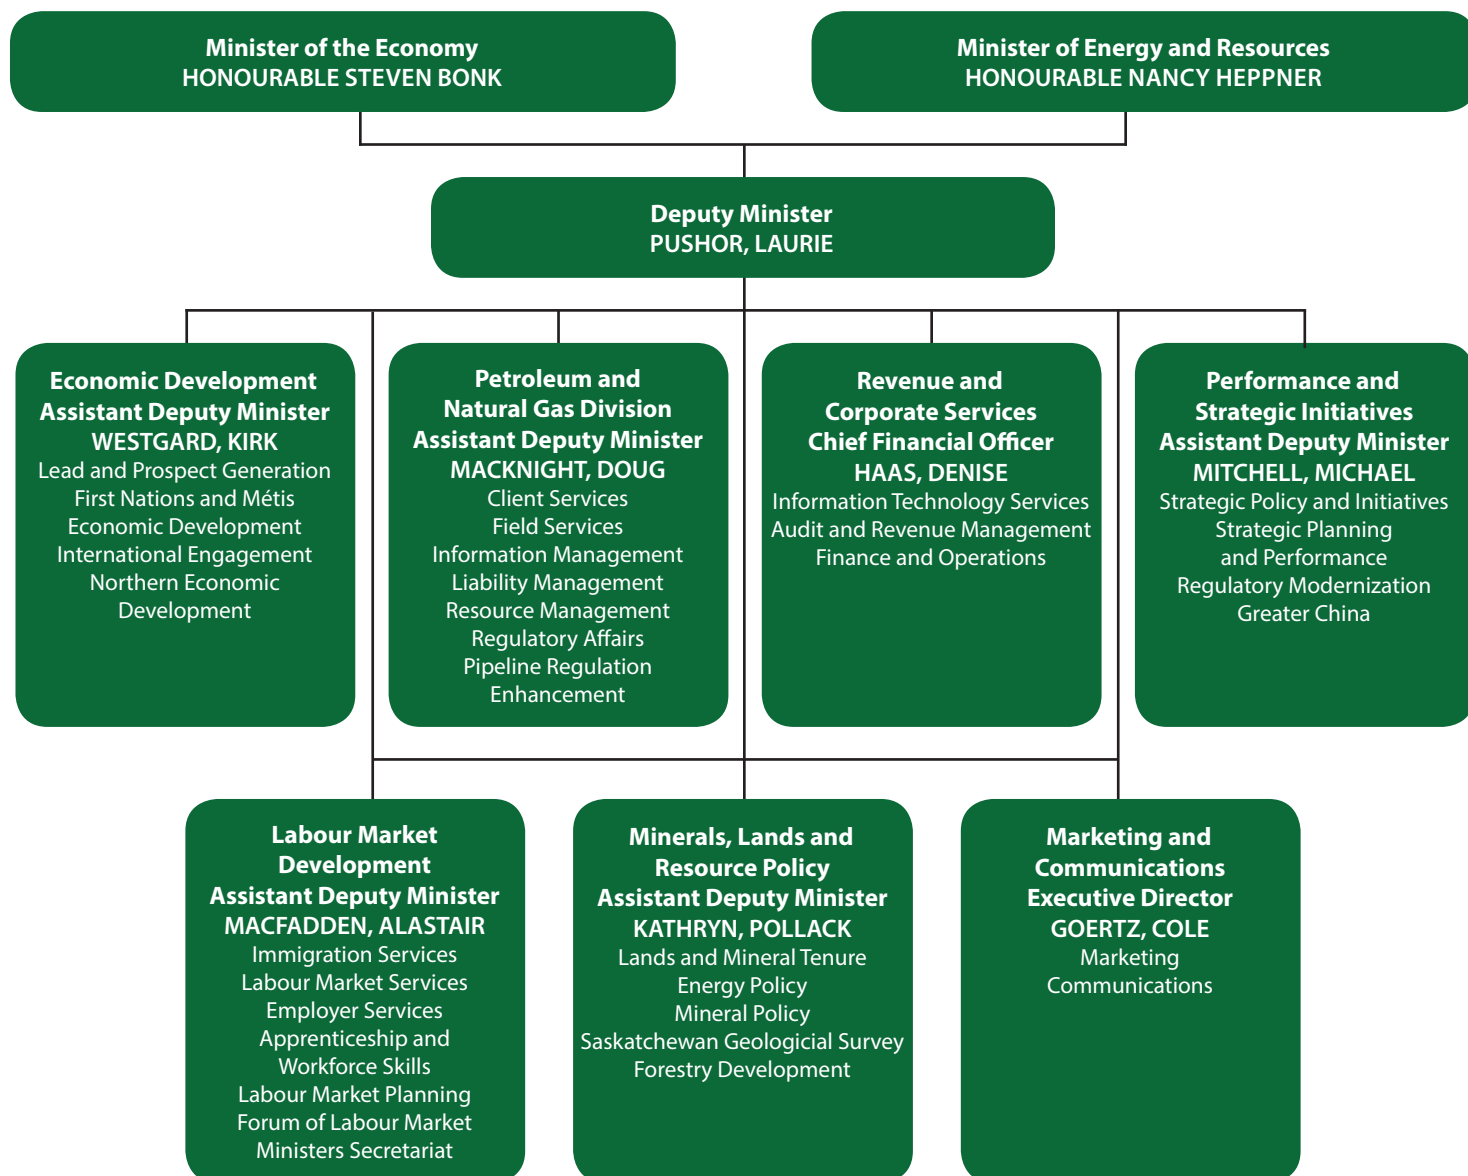 Minister of the Economy
HONOURABLE STEVEN BONK
Minister of Energy and Resources
HONOURABLE NANCY HEPPNER
Deputy Minister
PUSHOR, LAURIE
Economic Development
Assistant Deputy Minister
WESTGARD, KIRK
Lead and Prospect Generation
First Nations and Métis
Economic Development
International Engagement
Northern Economic
Development
Petroleum and
Natural Gas Division
Assistant Deputy Minister
MACKNIGHT, DOUG
Client Services
Field Services
Information Management
Liability Management
Resource Management
Regulatory Affairs
Pipeline Regulation
Enhancement
Revenue and
Corporate Services
Chief Financial Officer
HAAS, DENISE
Information Technology Services
Audit and Revenue Management
Finance and Operations
Performance and
Strategic Initiatives
Assistant Deputy Minister
MITCHELL, MICHAEL
Strategic Policy and Initiatives
Strategic Planning
and Performance
Regulatory Modernization
Greater China
Labour Market
Development
Assistant Deputy Minister
MACFADDEN, ALASTAIR
Immigration Services
Labour Market Services
Employer Services
Apprenticeship and
Workforce Skills
Labour Market Planning
Forum of Labour Market
Ministers Secretariat
Minerals, Lands and
Resource Policy
Assistant Deputy Minister
KATHRYN, POLLACK
Lands and Mineral Tenure
Energy Policy
Mineral Policy
Saskatchewan Geologicial Survey
Forestry Development
Marketing and
Communications
Executive Director
GOERTZ, COLE
Marketing
Communications